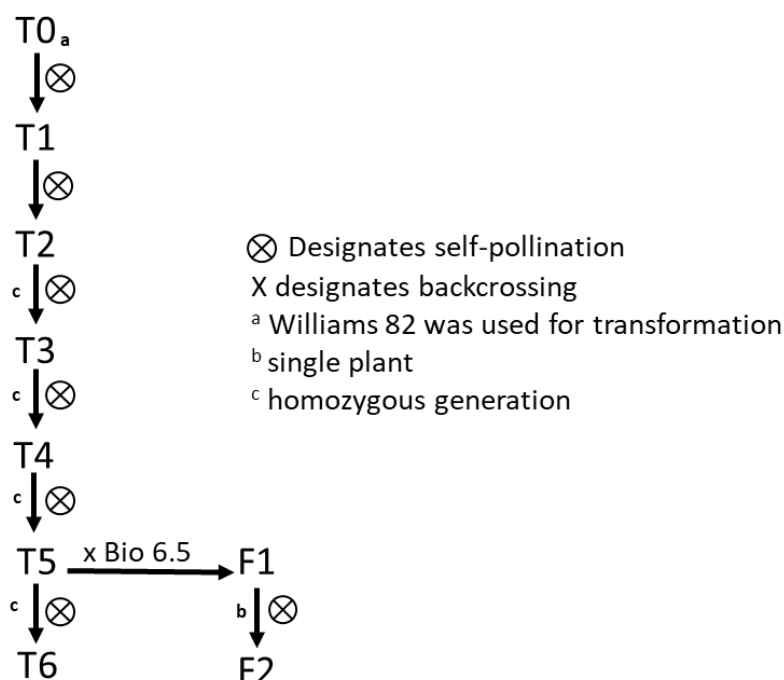 T0 a
T1
T2
⊗ Designates self-pollination
c
X designates backcrossing
ᵃ Williams 82 was used for transformation
T3
ᵇ single plant
c
ᶜ homozygous generation
T4
c
T5 x Bio 6.5 F1
c b
T6 F2